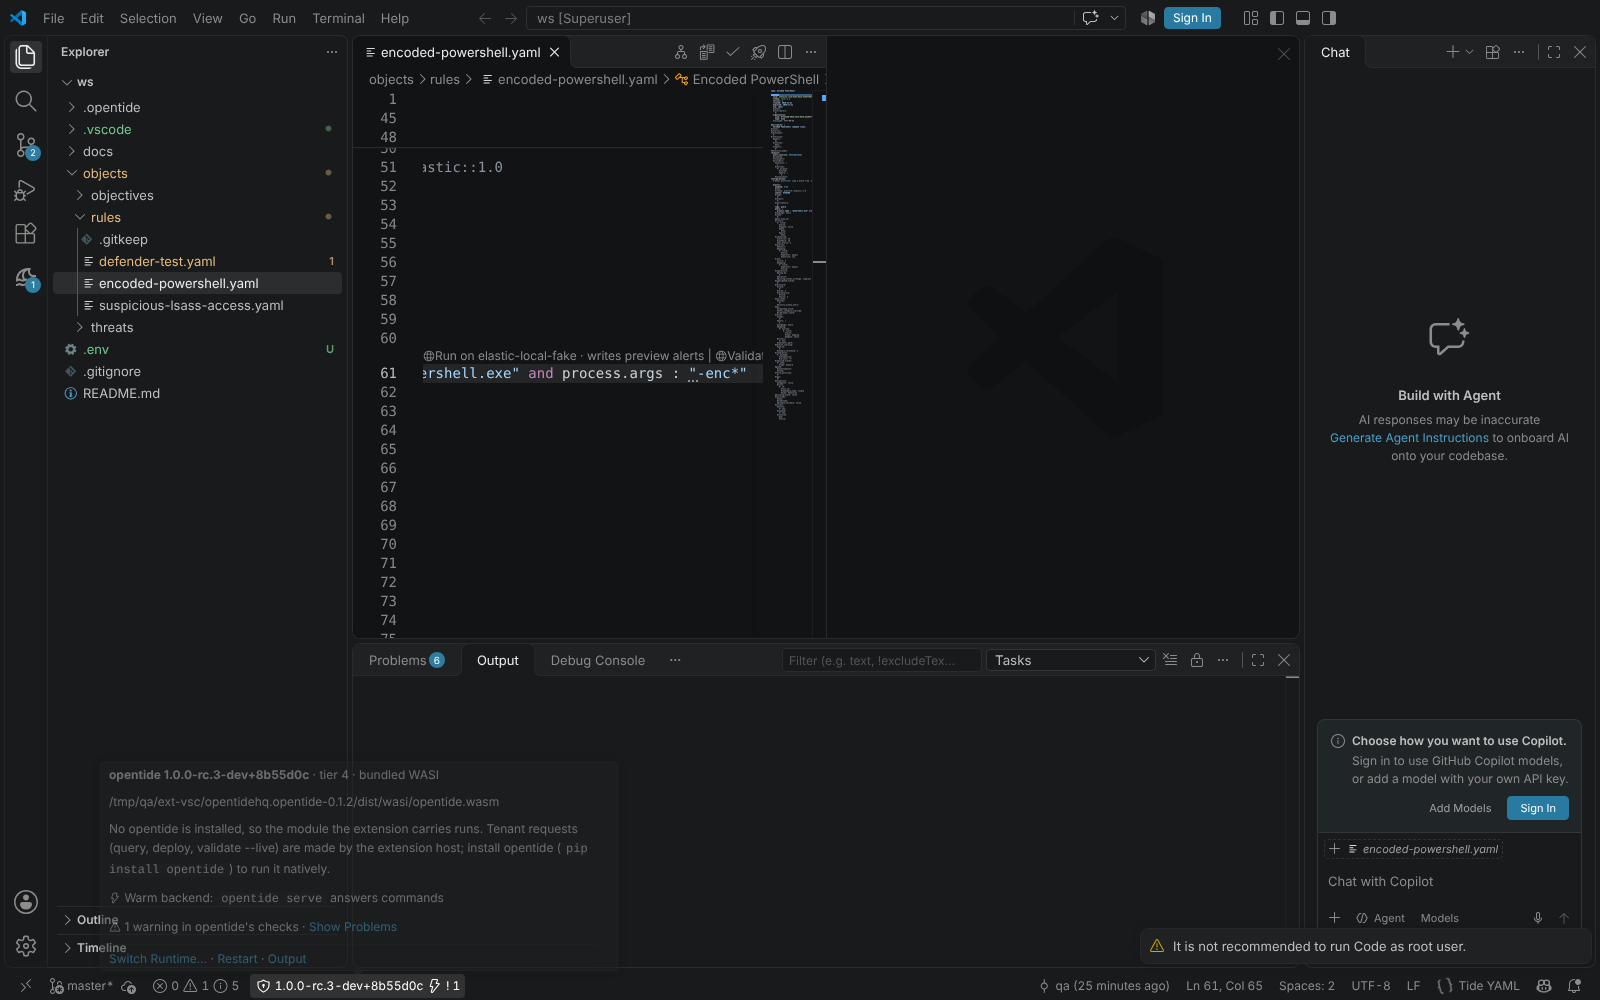 File Edit Selection View Go Run Terminal Help
ws [Superuser]
Sign In
Explorer
ws
.opentide
.vscode
docs
objects
objectives
rules
.gitkeep
defender-test.yaml 1
encoded-powershell.yaml
suspicious-lsass-access.yaml
threats
.env U
.gitignore
README.md
Outline
Timeline
2
1
encoded-powershell.yaml
objects rules encoded-powershell.yaml Encoded PowerShell
1
45
48
50
51 astic::1.0
52
53
54
55
56
57
58
59
60
Run on elastic-local-fake · writes preview alerts | Validat
61 ershell.exe" and process.args : "-enc*"
62
63
64
65
66
67
68
69
70
71
72
73
74
75
Problems 6 Output Debug Console
Filter (e.g. text, !excludeTex...
Tasks
opentide 1.0.0-rc.3-dev+8b55d0c · tier 4 · bundled WASI
/tmp/qa/ext-vsc/opentidehq.opentide-0.1.2/dist/wasi/opentide.wasm
No opentide is installed, so the module the extension carries runs. Tenant requests
(query, deploy, validate --live) are made by the extension host; install opentide ( pip
install opentide ) to run it natively.
Warm backend: opentide serve answers commands
1 warning in opentide's checks · Show Problems
Switch Runtime... · Restart · Output
Chat
Build with Agent
AI responses may be inaccurate
Generate Agent Instructions to onboard AI
onto your codebase.
Choose how you want to use Copilot.
Sign in to use GitHub Copilot models,
or add a model with your own API key.
Add Models Sign In
encoded-powershell.yaml
Chat with Copilot
Agent Models
It is not recommended to run Code as root user.
master* 0 1 5 1.0.0-rc.3-dev+8b55d0c ! 1
qa (25 minutes ago) Ln 61, Col 65 Spaces: 2 UTF-8 LF Tide YAML